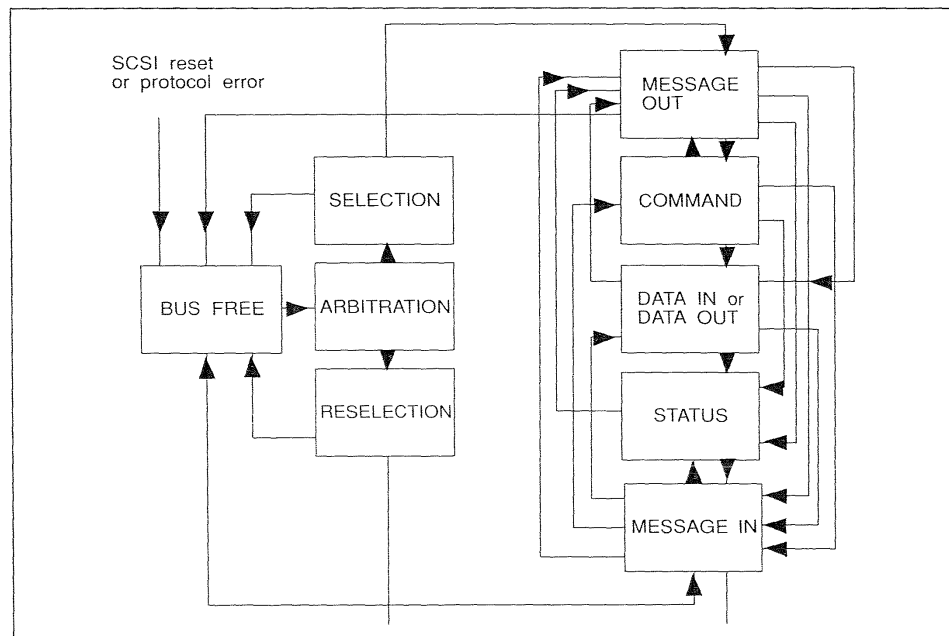 SCSI reset
or protocol error
MESSAGE
OUT
SELECTION
COMMAND
BUS FREE
ARBITRATION
DATA IN or
DATA OUT
RESELECTION
STATUS
MESSAGE IN